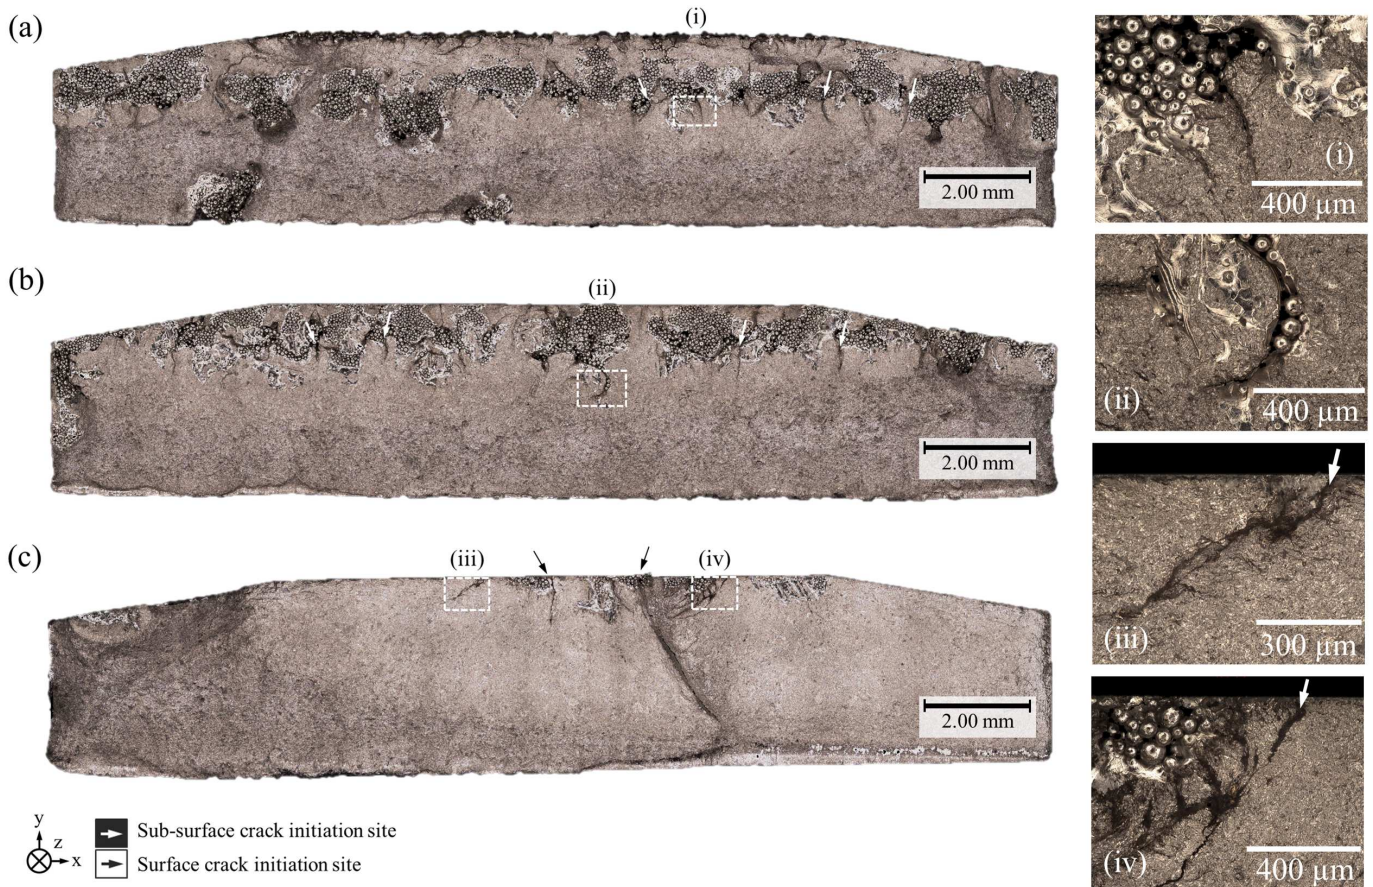 (a)
(i)
2.00 mm
(i)
400 µm
(b)
(ii)
2.00 mm
(ii)
400 µm
(c)
(iii)
(iv)
2.00 mm
(iii)
300 µm
(iv)
400 µm
y
z
x
Sub-surface crack initiation site
Surface crack initiation site